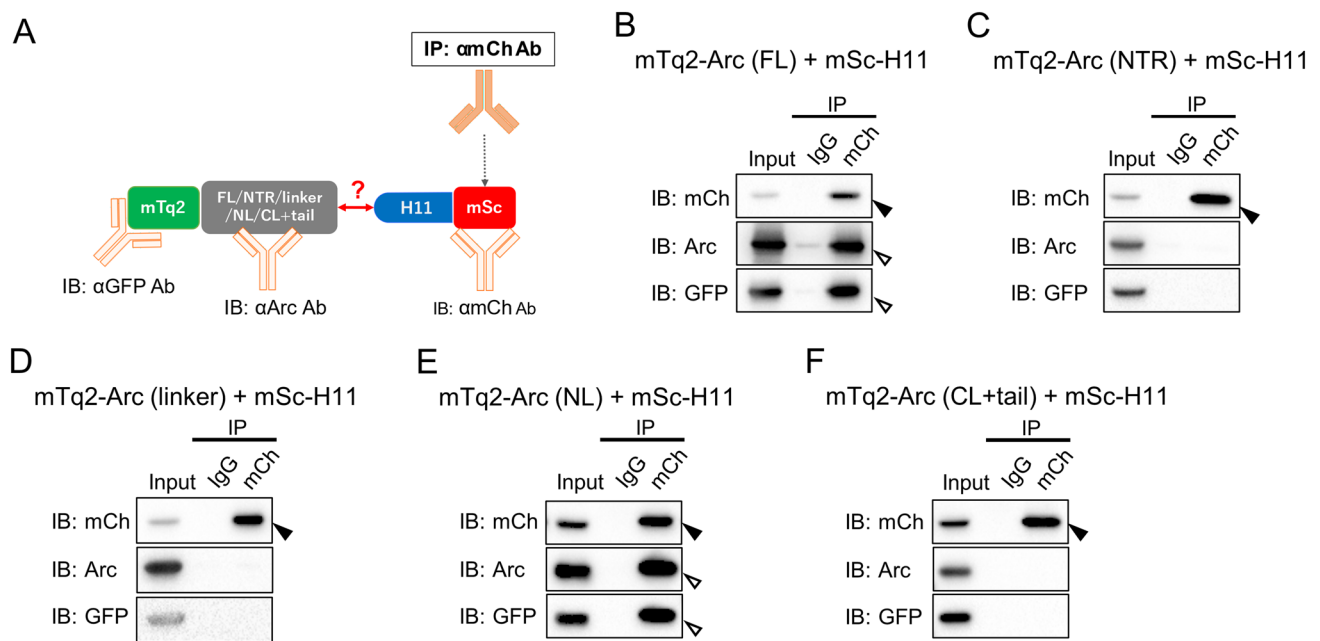 A
IP: αmCh Ab
mTq2
FL/NTR/linker
/NL/CL+tail
?
H11
mSc
IB: αGFP Ab
IB: αArc Ab
IB: αmCh Ab
B
mTq2-Arc (FL) + mSc-H11
IP
Input IgG mCh
IB: mCh
IB: Arc
IB: GFP
C
mTq2-Arc (NTR) + mSc-H11
IP
Input IgG mCh
IB: mCh
IB: Arc
IB: GFP
D
mTq2-Arc (linker) + mSc-H11
IP
Input IgG mCh
IB: mCh
IB: Arc
IB: GFP
E
mTq2-Arc (NL) + mSc-H11
IP
Input IgG mCh
IB: mCh
IB: Arc
IB: GFP
F
mTq2-Arc (CL+tail) + mSc-H11
IP
Input IgG mCh
IB: mCh
IB: Arc
IB: GFP